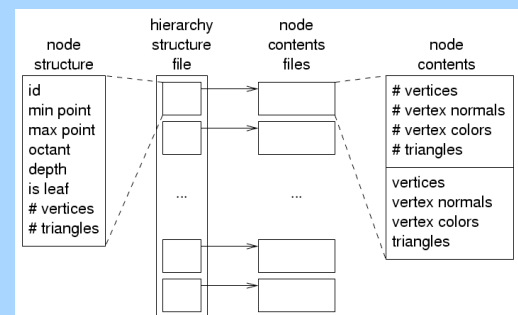 node
structure
hierarchy
structure
file
node
contents
files
node
contents
id
min point
max point
octant
depth
is leaf
# vertices
# triangles
...
...
# vertices
# vertex normals
# vertex colors
# triangles
vertices
vertex normals
vertex colors
triangles